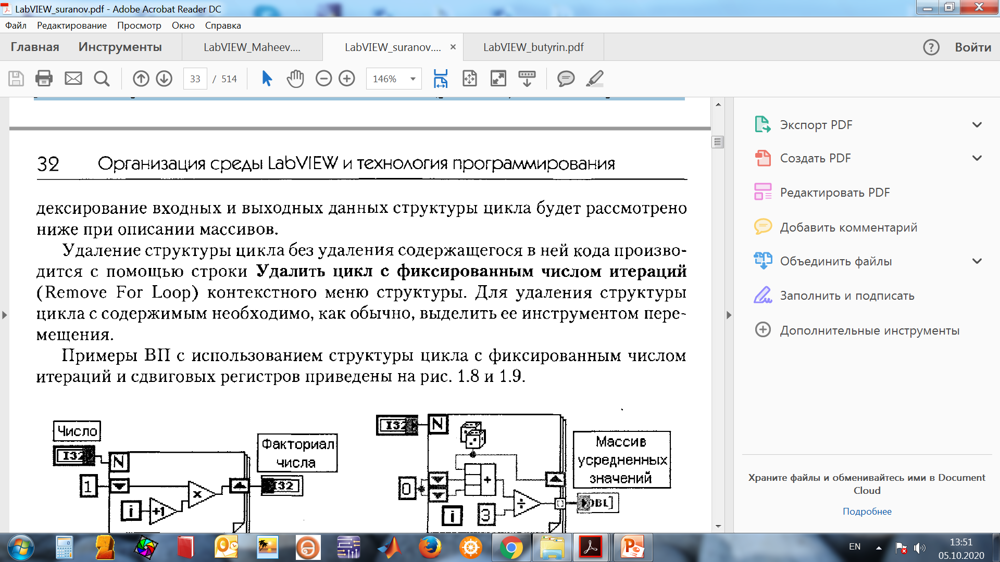 LabVIEW_suranov.pdf - Adobe Acrobat Reader DC
Файл Редактирование Просмотр Окно Справка
Главная Инструменты LabVIEW_Maheev.... LabVIEW_suranov.... × LabVIEW_butyrin.pdf ? Войти
33 / 514 146%
32 Организация среды LabVIEW и технология программирования
дексирование входных и выходных данных структуры цикла будет рассмотрено
ниже при описании массивов.
Удаление структуры цикла без удаления содержащегося в ней кода произво-
дится с помощью строки Удалить цикл с фиксированным числом итераций
(Remove For Loop) контекстного меню структуры. Для удаления структуры
цикла с содержимым необходимо, как обычно, выделить ее инструментом пере-
мещения.
Примеры ВП с использованием структуры цикла с фиксированным числом
итераций и сдвиговых регистров приведены на рис. 1.8 и 1.9.
Число
I32
N
1
i
+1
x
Факториал
числа
I32
I32
N
0
+
i
3
÷
Массив
усредненных
значений
DBL]
Экспорт PDF
Создать PDF
Редактировать PDF
Добавить комментарий
Объединить файлы
Заполнить и подписать
Дополнительные инструменты
Храните файлы и обменивайтесь ими в Document
Cloud
Подробнее
EN
13:51
05.10.2020